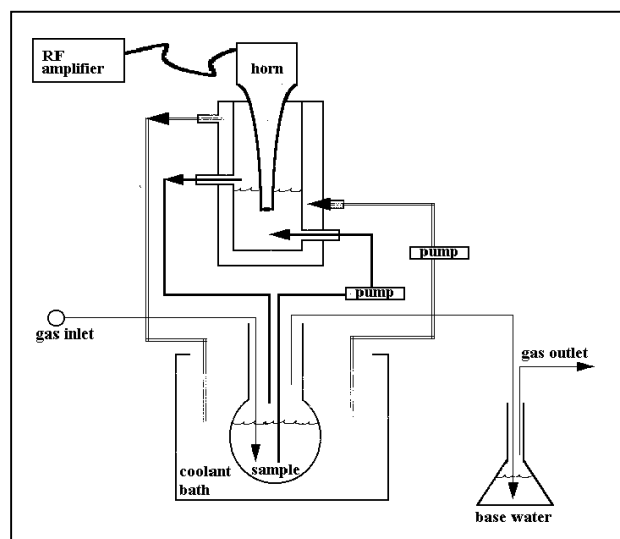 RF
amplifier
horn
pump
pump
gas inlet
gas outlet
coolant
bath
sample
base water